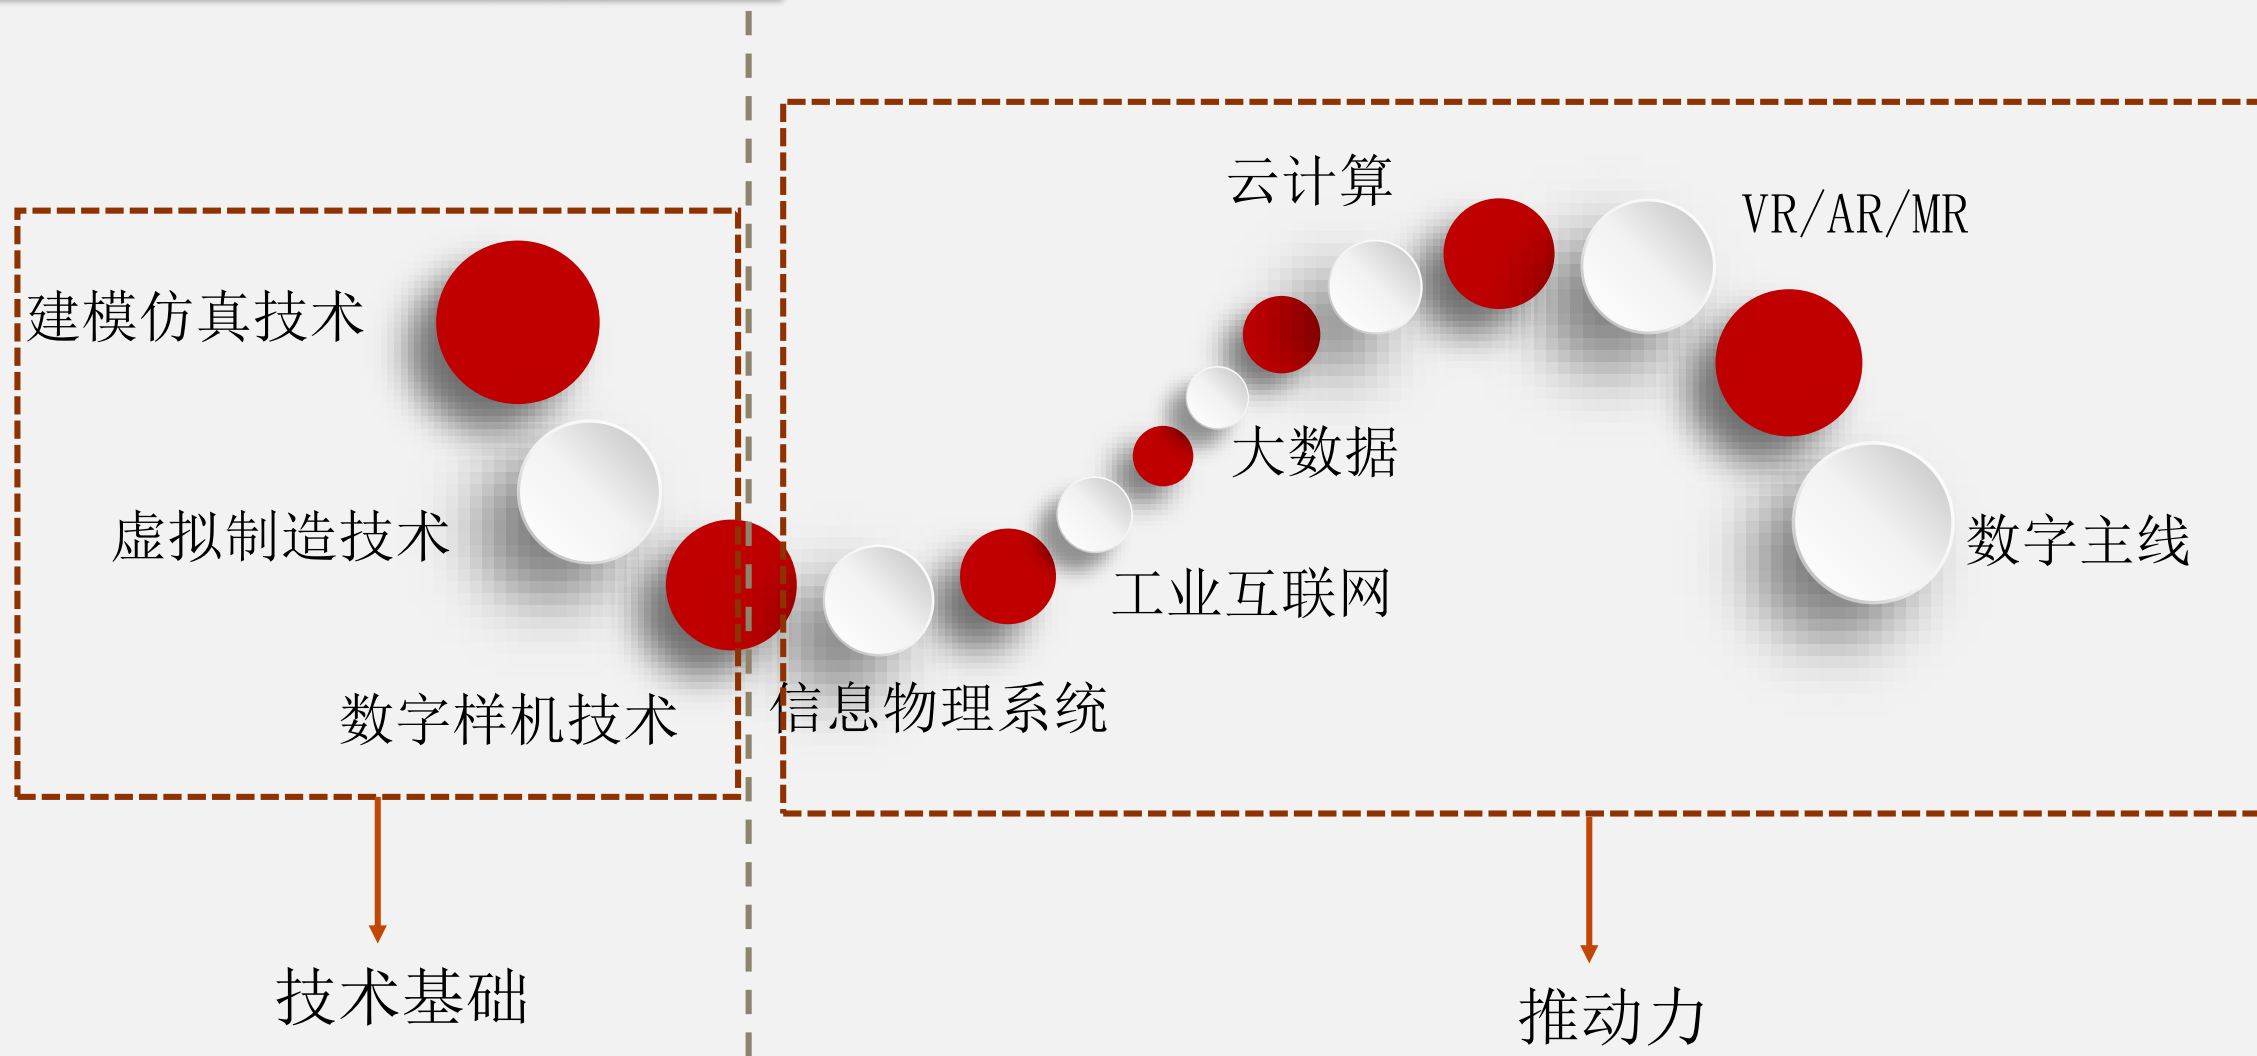 建模仿真技术
虚拟制造技术
数字样机技术
技术基础
云计算
VR/AR/MR
大数据
数字主线
工业互联网
信息物理系统
推动力